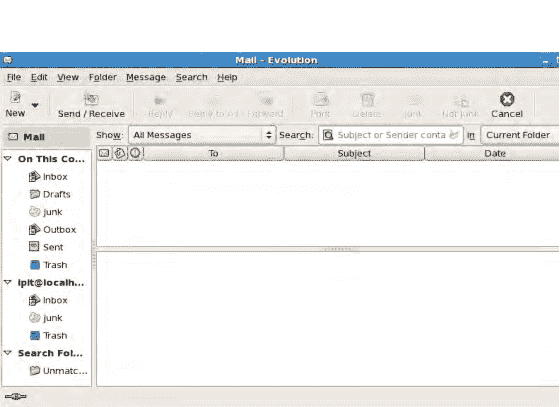 Mail - Evolution
File Edit View Folder Message Search Help
New Send / Receive Reply Reply to All Forward Print Delete Junk Not Junk Cancel
Mail Show: All Messages Search: Subject or Sender conta in Current Folder
To Subject Date
On This Co...
Inbox
Drafts
Junk
Outbox
Sent
Trash
ipit@localh...
Inbox
Junk
Trash
Search Fol...
Unmatc...